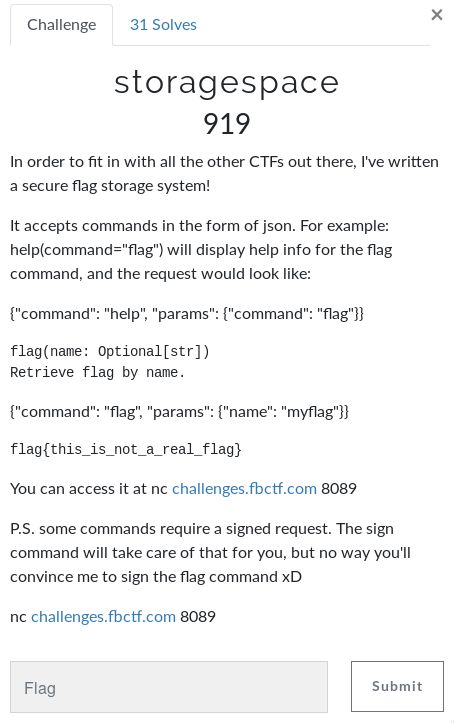 Challenge
31 Solves
×
storagespace
919
In order to fit in with all the other CTFs out there, I've written
a secure flag storage system!
It accepts commands in the form of json. For example:
help(command="flag") will display help info for the flag
command, and the request would look like:
{"command": "help", "params": {"command": "flag"}}
flag(name: Optional[str])
Retrieve flag by name.
{"command": "flag", "params": {"name": "myflag"}}
flag{this_is_not_a_real_flag}
You can access it at nc challenges.fbctf.com 8089
P.S. some commands require a signed request. The sign
command will take care of that for you, but no way you'll
convince me to sign the flag command xD
nc challenges.fbctf.com 8089
Flag
Submit